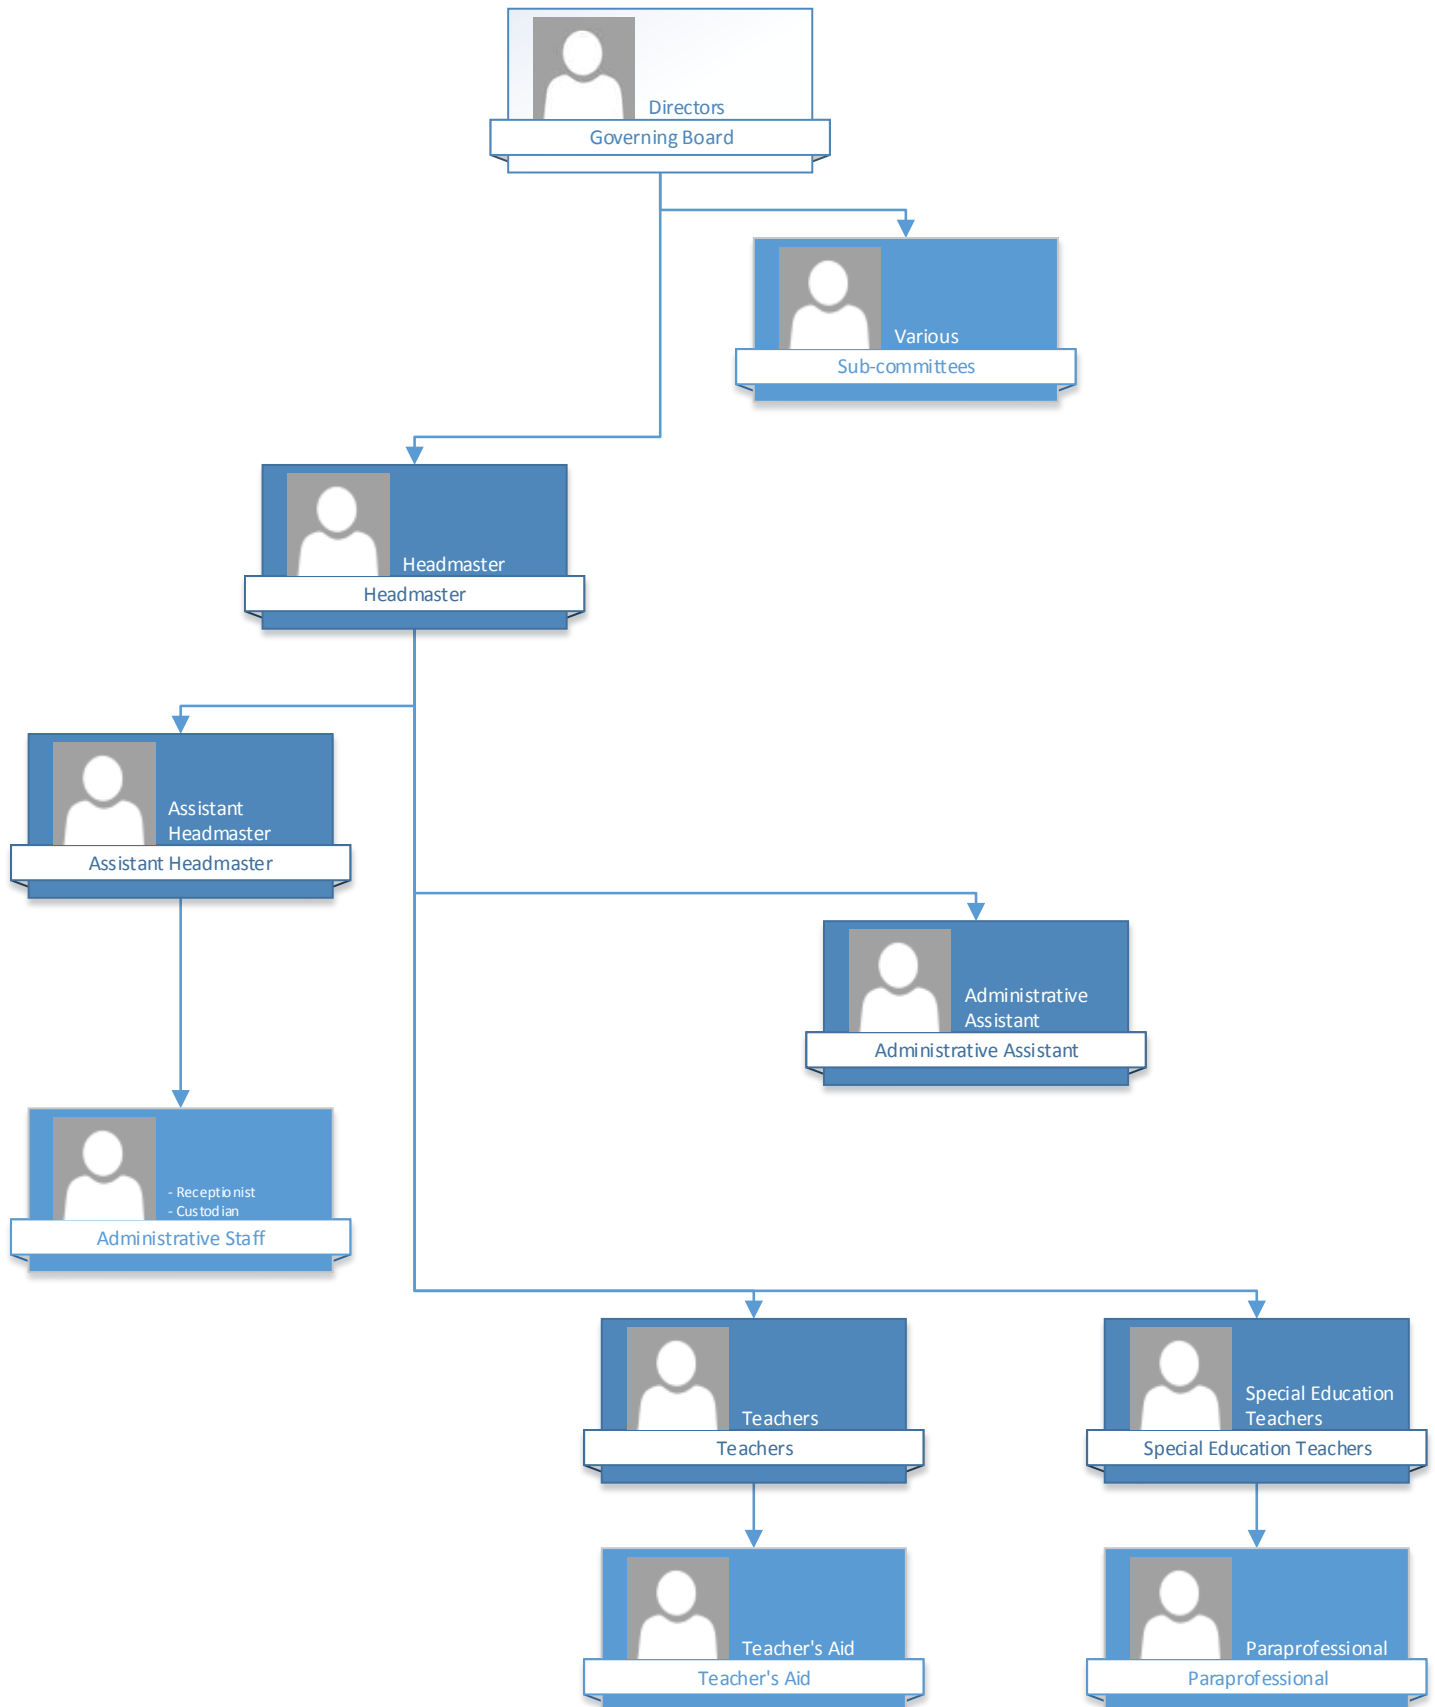 Directors
Governing Board
Various
Sub-committees
Headmaster
Headmaster
Assistant
Headmaster
Assistant Headmaster
Administrative
Assistant
Administrative Assistant
- Receptionist
- Custodian
Administrative Staff
Teachers
Teachers
Special Education
Teachers
Special Education Teachers
Teacher's Aid
Teacher's Aid
Paraprofessional
Paraprofessional